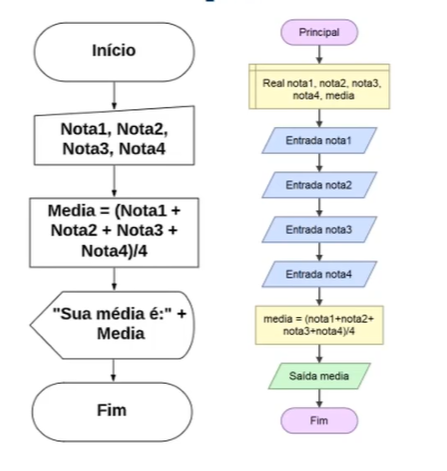 Início
Nota1, Nota2,
Nota3, Nota4
Media = (Nota1 +
Nota2 + Nota3 +
Nota4)/4
"Sua média é:" +
Media
Fim
Principal
Real nota1, nota2, nota3,
nota4, media
Entrada nota1
Entrada nota2
Entrada nota3
Entrada nota4
media = (nota1+nota2+
nota3+nota4)/4
Saída media
Fim